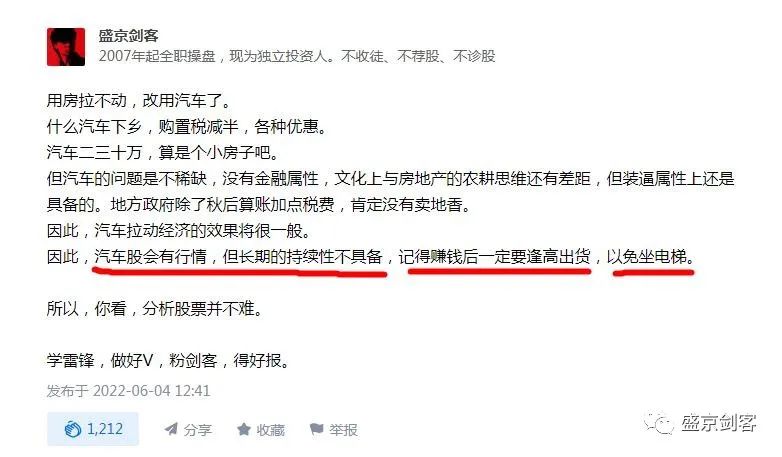 盛京剑客
2007年起全职操盘，现为独立投资人。不收徒、不荐股、不诊股
用房拉不动，改用汽车了。
什么汽车下乡，购置税减半，各种优惠。
汽车二三十万，算是个小房子吧。
但汽车的问题是不稀缺，没有金融属性，文化上与房地产的农耕思维还有差距，但装逼属性上还是
具备的。地方政府除了秋后算账加点税费，肯定没有卖地香。
因此，汽车拉动经济的效果将很一般。
因此，汽车股会有行情，但长期的持续性不具备，记得赚钱后一定要逢高出货，以免坐电梯。
所以，你看，分析股票并不难。
学雷锋，做好V，粉剑客，得好报。
发布于 2022-06-04 12:41
1,212 分享 收藏 举报
盛京剑客